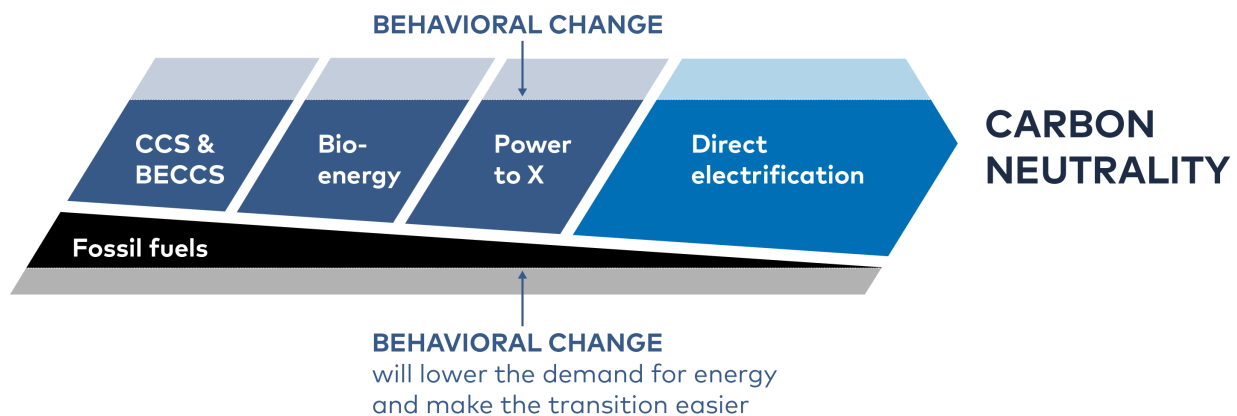 BEHAVIORAL CHANGE
CCS &
BECCS
Bio-
energy
Power
to X
Direct
electrification
CARBON
NEUTRALITY
Fossil fuels
BEHAVIORAL CHANGE
will lower the demand for energy
and make the transition easier